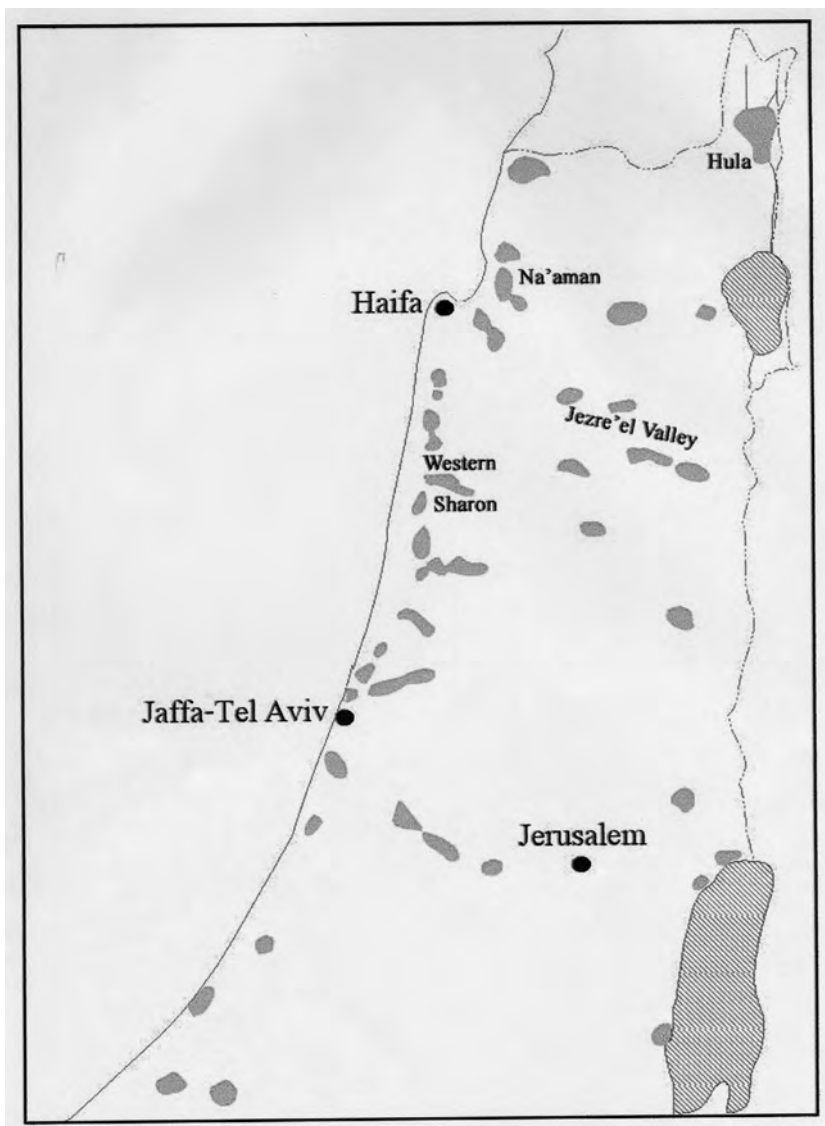 Hula
Na'aman
Haifa
Jezre'el Valley
Western
Sharon
Jaffa-Tel Aviv
Jerusalem